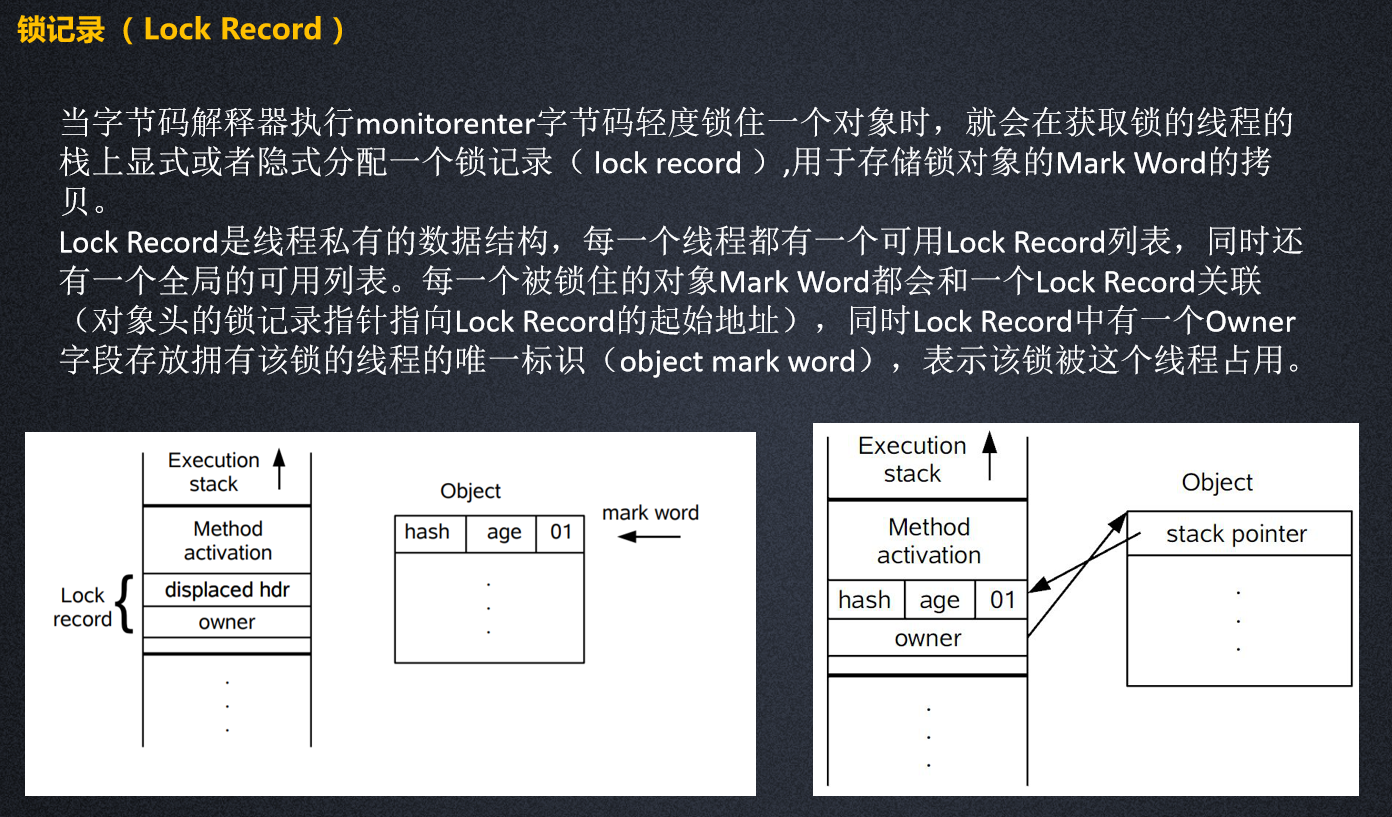 锁记录 ( Lock Record )
当字节码解释器执行monitorenter字节码轻度锁住一个对象时，就会在获取锁的线程的
栈上显式或者隐式分配一个锁记录（ lock record ）,用于存储锁对象的Mark Word的拷
贝。
Lock Record是线程私有的数据结构，每一个线程都有一个可用Lock Record列表，同时还
有一个全局的可用列表。每一个被锁住的对象Mark Word都会和一个Lock Record关联
（对象头的锁记录指针指向Lock Record的起始地址），同时Lock Record中有一个Owner
字段存放拥有该锁的线程的唯一标识（object mark word），表示该锁被这个线程占用。
Execution
stack
Method
activation
Lock
record
displaced hdr
owner
Object
hash age 01
mark word
Execution
stack
Method
activation
hash age 01
owner
Object
stack pointer